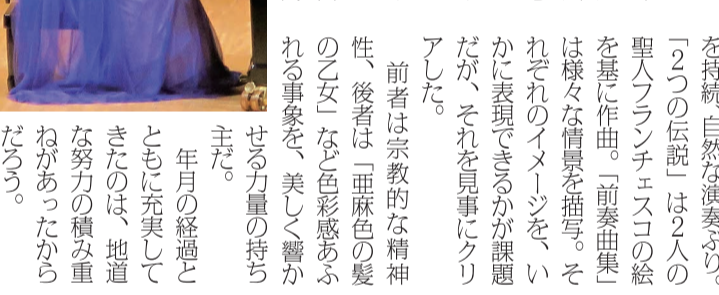 を持続、自然な演奏ぶり。
「2つの伝説」は2人の
聖人フランチェスコの絵
を基に作曲。「前奏曲集」
は様々な情景を描写。そ
れぞれのイメージを、い
かに表現できるかが課題
だが、それを見事にクリ
アした。
前者は宗教的な精神
性、後者は「亜麻色の髪
の乙女」など色彩感あふ
れる事象を、美しく響か
せる力量の持ち
主だ。
年月の経過と
ともに充実して
きたのは、地道
な努力の積み重
ねがあったから
だろう。